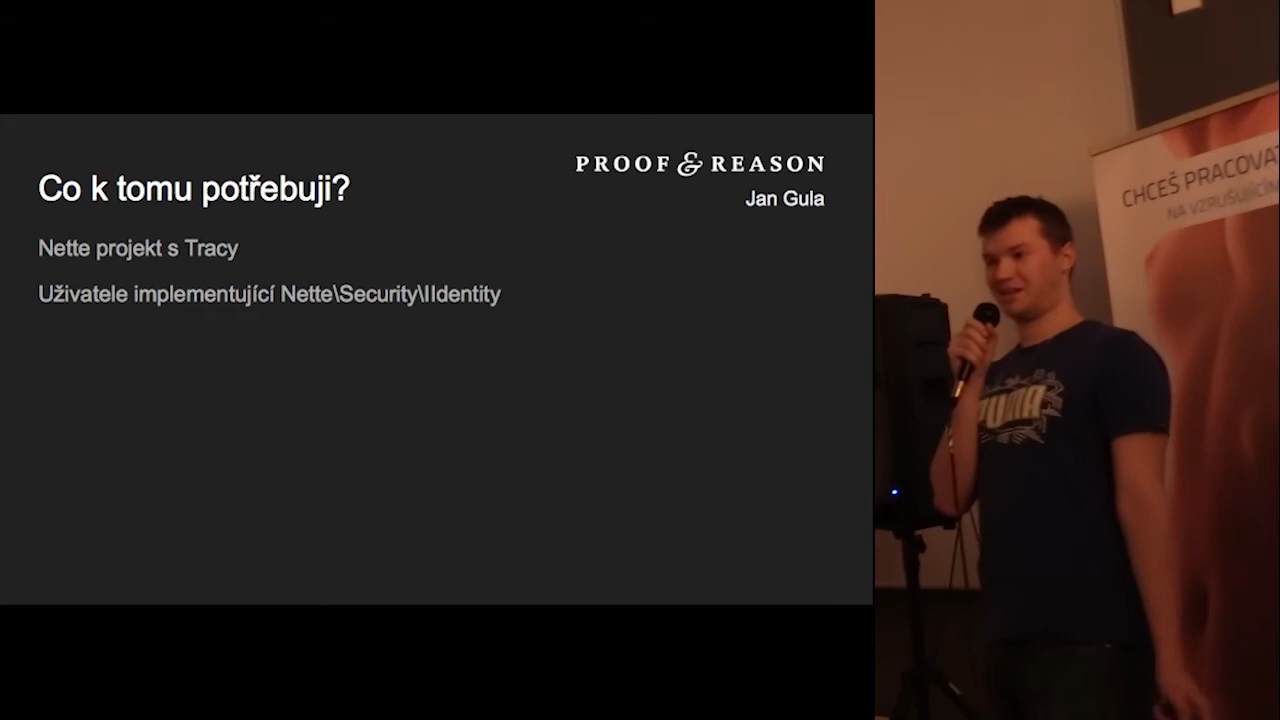 Co k tomu potřebuji?
PROOF & REASON
Jan Gula
Nette projekt s Tracy
Uživatele implementující Nette\Security\IIdentity
CHCEŠ PRACOVAT
NA VZRUŠUJÍCÍM
PUMA